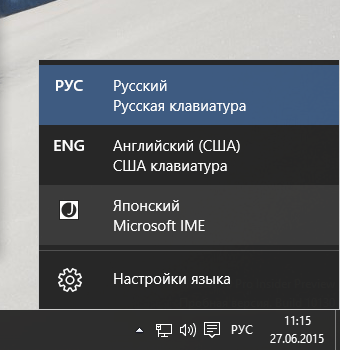 РУС
Русский
Русская клавиатура
ENG
Английский (США)
США клавиатура
J
Японский
Microsoft IME
Настройки языка
РУС
11:15
27.06.2015